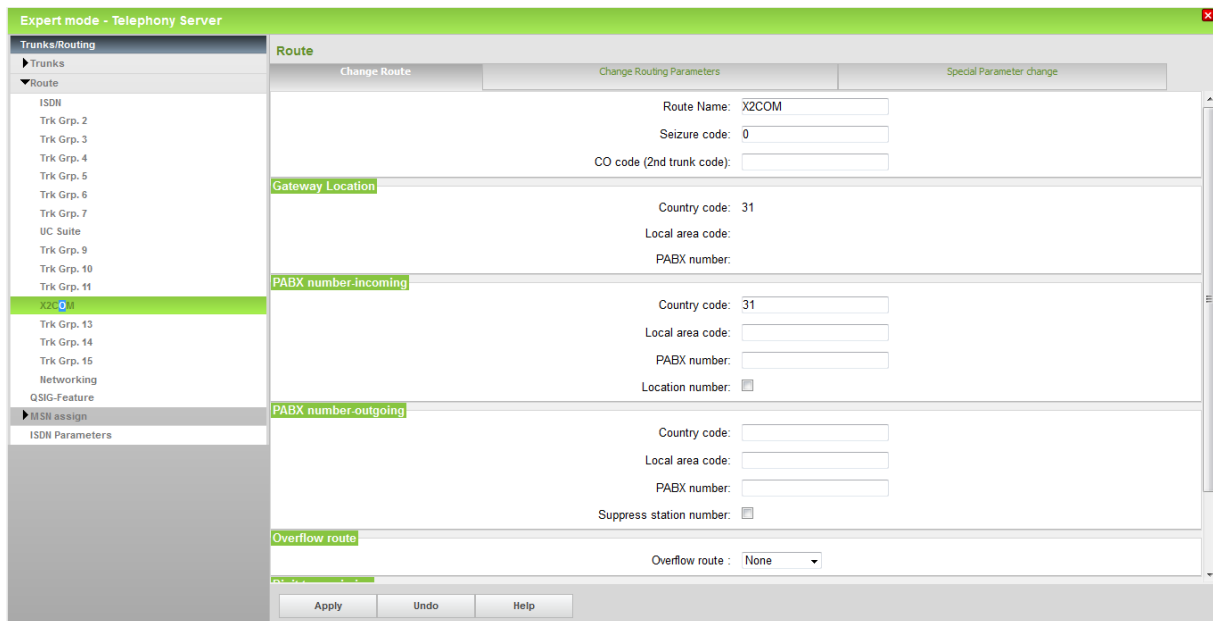 Expert mode - Telephony Server
Trunks/Routing
Trunks
Route
ISDN
Trk Grp. 2
Trk Grp. 3
Trk Grp. 4
Trk Grp. 5
Trk Grp. 6
Trk Grp. 7
UC Suite
Trk Grp. 9
Trk Grp. 10
Trk Grp. 11
X2COM
Trk Grp. 13
Trk Grp. 14
Trk Grp. 15
Networking
QSIG-Feature
MSN assign
ISDN Parameters
Route
Change Route Change Routing Parameters Special Parameter change
Route Name: X2COM
Seizure code: 0
CO code (2nd trunk code):
Gateway Location
Country code: 31
Local area code:
PABX number:
PABX number-incoming
Country code: 31
Local area code:
PABX number:
Location number:
PABX number-outgoing
Country code:
Local area code:
PABX number:
Suppress station number:
Overflow route
Overflow route : None
Apply Undo Help